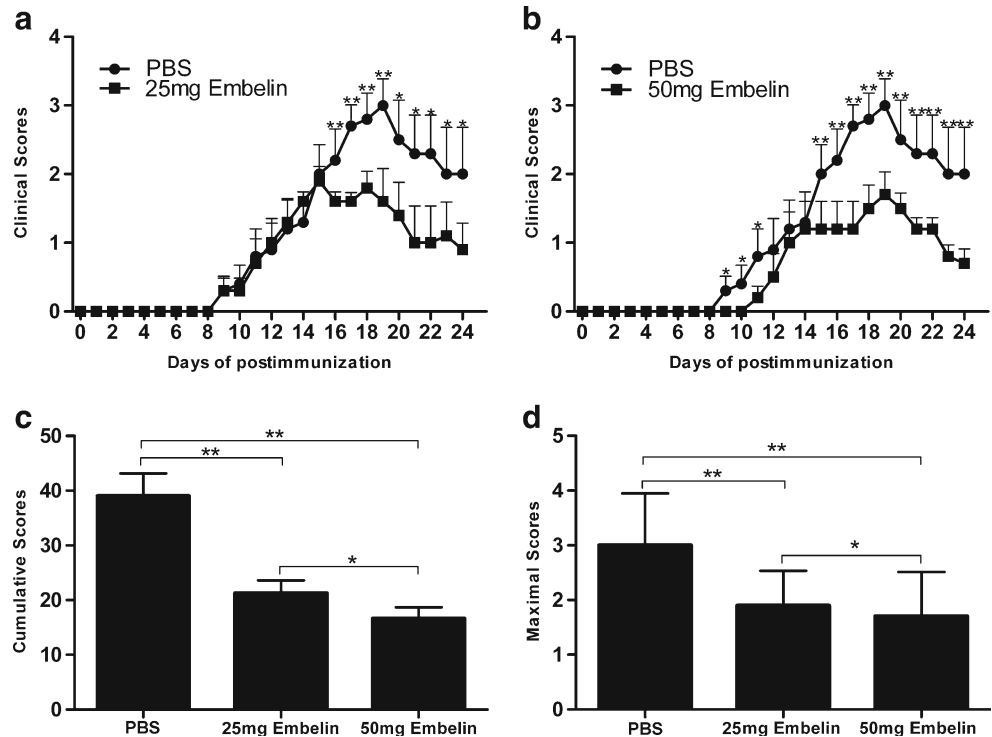 a
4
3
2
1
0
Clinical Scores
PBS
25mg Embelin
** ** ** ** * * * * *
0 2 4 6 8 10 12 14 16 18 20 22 24
Days of postimmunization
b
4
3
2
1
0
Clinical Scores
PBS
50mg Embelin
* * * ** ** ** ** ** ** ** ** ** **
0 2 4 6 8 10 12 14 16 18 20 22 24
Days of postimmunization
c
50
40
30
20
10
0
Cumulative Scores
**
**
*
PBS 25mg Embelin 50mg Embelin
d
5
4
3
2
1
0
Maximal Scores
**
**
*
PBS 25mg Embelin 50mg Embelin